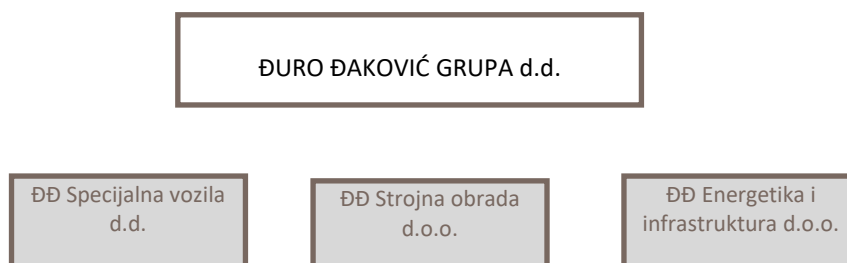 ĐURO ĐAKOVIĆ GRUPA d.d.
ĐĐ Specijalna vozila
d.d.
ĐĐ Strojna obrada
d.o.o.
ĐĐ Energetika i
infrastruktura d.o.o.